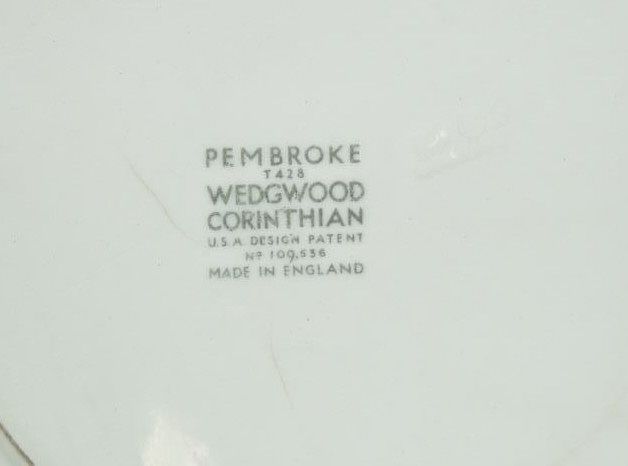 PEMBROKE
T428
WEDGWOOD
CORINTHIAN
U.S.A. DESIGN PATENT
Nº 109,536
MADE IN ENGLAND